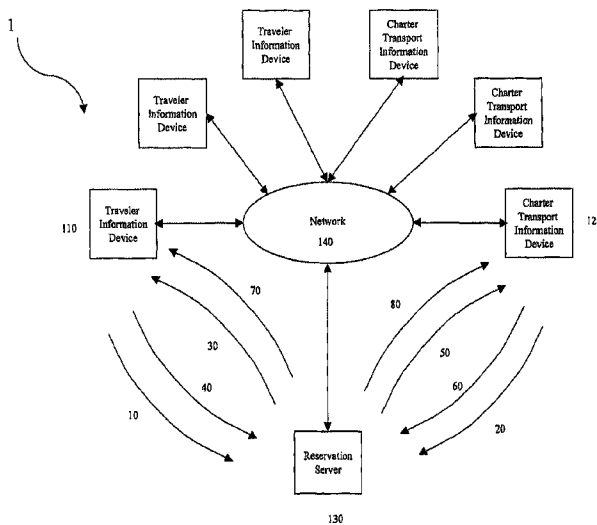 1
Traveler
Information
Device
Charter
Transport
Information
Device
Traveler
Information
Device
Charter
Transport
Information
Device
Traveler
Information
Device
110
Network
140
Charter
Transport
Information
Device
12
70
80
30
50
40
60
10
20
Reservation
Server
130